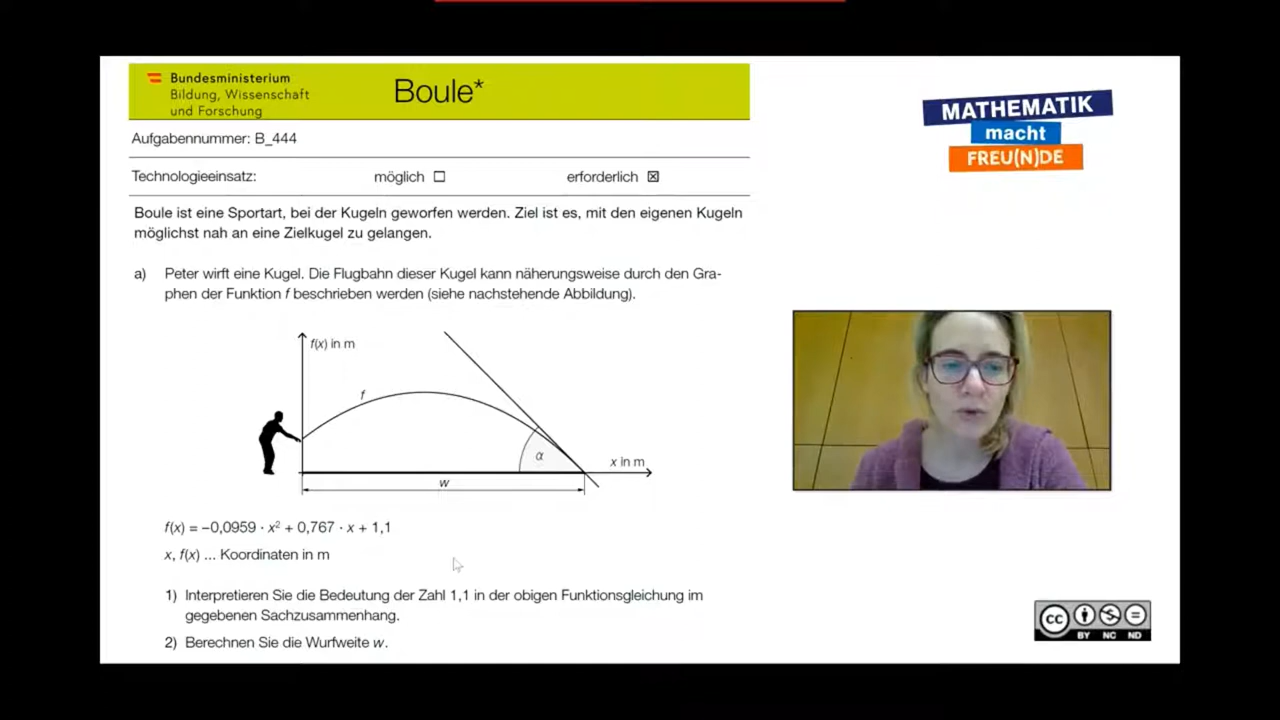 Bundesministerium
Bildung, Wissenschaft
und Forschung
Boule*
MATHEMATIK
macht
FREU(N)DE
Aufgabennummer: B_444
Technologieeinsatz: möglich ☐ erforderlich ☒
Boule ist eine Sportart, bei der Kugeln geworfen werden. Ziel ist es, mit den eigenen Kugeln
möglichst nah an eine Zielkugel zu gelangen.
a) Peter wirft eine Kugel. Die Flugbahn dieser Kugel kann näherungsweise durch den Gra-
phen der Funktion f beschrieben werden (siehe nachstehende Abbildung).
f(x) in m
f
α
x in m
w
f(x) = −0,0959 · x² + 0,767 · x + 1,1
x, f(x) ... Koordinaten in m
1) Interpretieren Sie die Bedeutung der Zahl 1,1 in der obigen Funktionsgleichung im
gegebenen Sachzusammenhang.
2) Berechnen Sie die Wurfweite w.
cc
BY NC ND